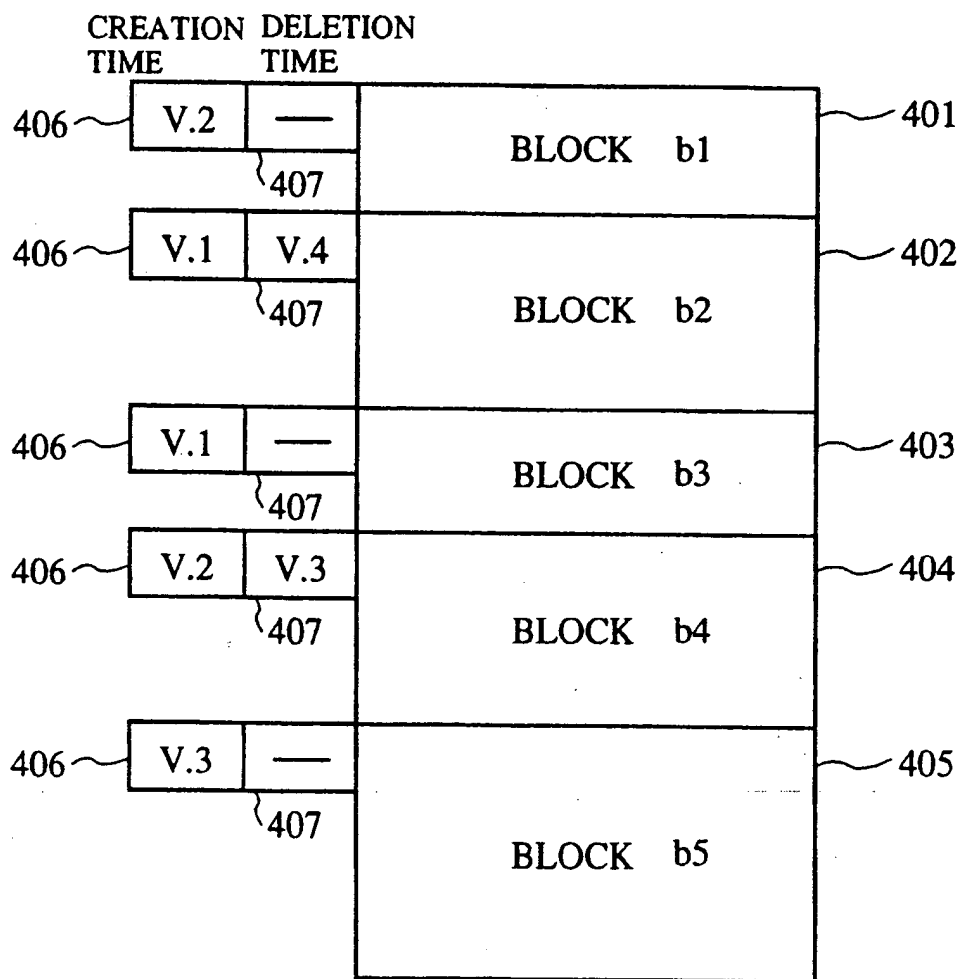 CREATION TIME
DELETION TIME
406 V.2 — BLOCK b1 401
407
406 V.1 V.4 BLOCK b2 402
407
406 V.1 — BLOCK b3 403
407
406 V.2 V.3 BLOCK b4 404
407
406 V.3 — BLOCK b5 405
407